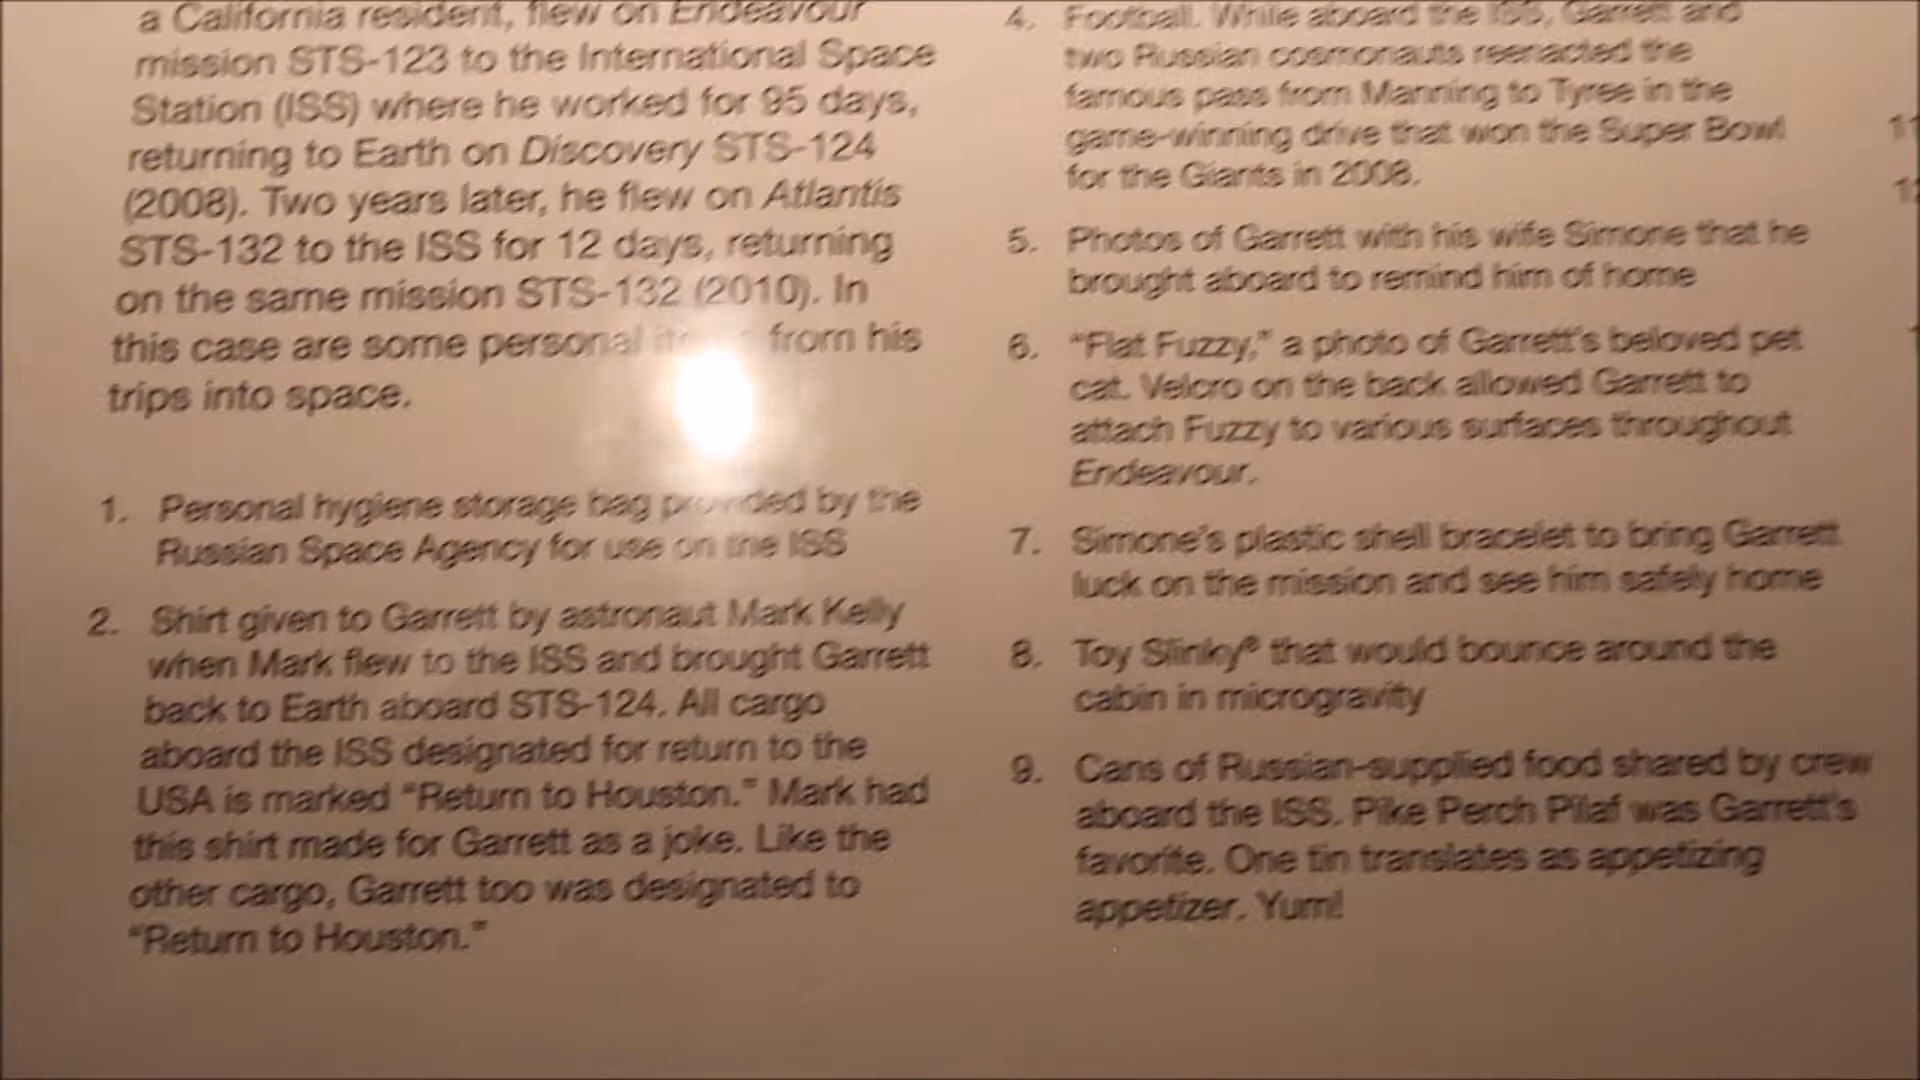 a California resident, flew on Endeavour
mission STS-123 to the International Space
Station (ISS) where he worked for 95 days,
returning to Earth on Discovery STS-124
(2008). Two years later, he flew on Atlantis
STS-132 to the ISS for 12 days, returning
on the same mission STS-132 (2010). In
this case are some personal from his
trips into space.
1. Personal hygiene storage bag provided by the
Russian Space Agency for use on the ISS
2. Shirt given to Garrett by astronaut Mark Kelly
when Mark flew to the ISS and brought Garrett
back to Earth aboard STS-124. All cargo
aboard the ISS designated for return to the
USA is marked "Return to Houston." Mark had
this shirt made for Garrett as a joke. Like the
other cargo, Garrett too was designated to
"Return to Houston."
4. Football. While aboard the ISS, Garrett and
two Russian cosmonauts reenacted the
famous pass from Manning to Tyree in the
game-winning drive that won the Super Bowl
for the Giants in 2008.
5. Photos of Garrett with his wife Simone that he
brought aboard to remind him of home
6. "Flat Fuzzy," a photo of Garrett's beloved pet
cat. Velcro on the back allowed Garrett to
attach Fuzzy to various surfaces throughout
Endeavour.
7. Simone's plastic shell bracelet to bring Garrett
luck on the mission and see him safely home
8. Toy Slinky® that would bounce around the
cabin in microgravity
9. Cans of Russian-supplied food shared by crew
aboard the ISS. Pike Perch Pilaf was Garrett's
favorite. One tin translates as appetizing
appetizer. Yum!